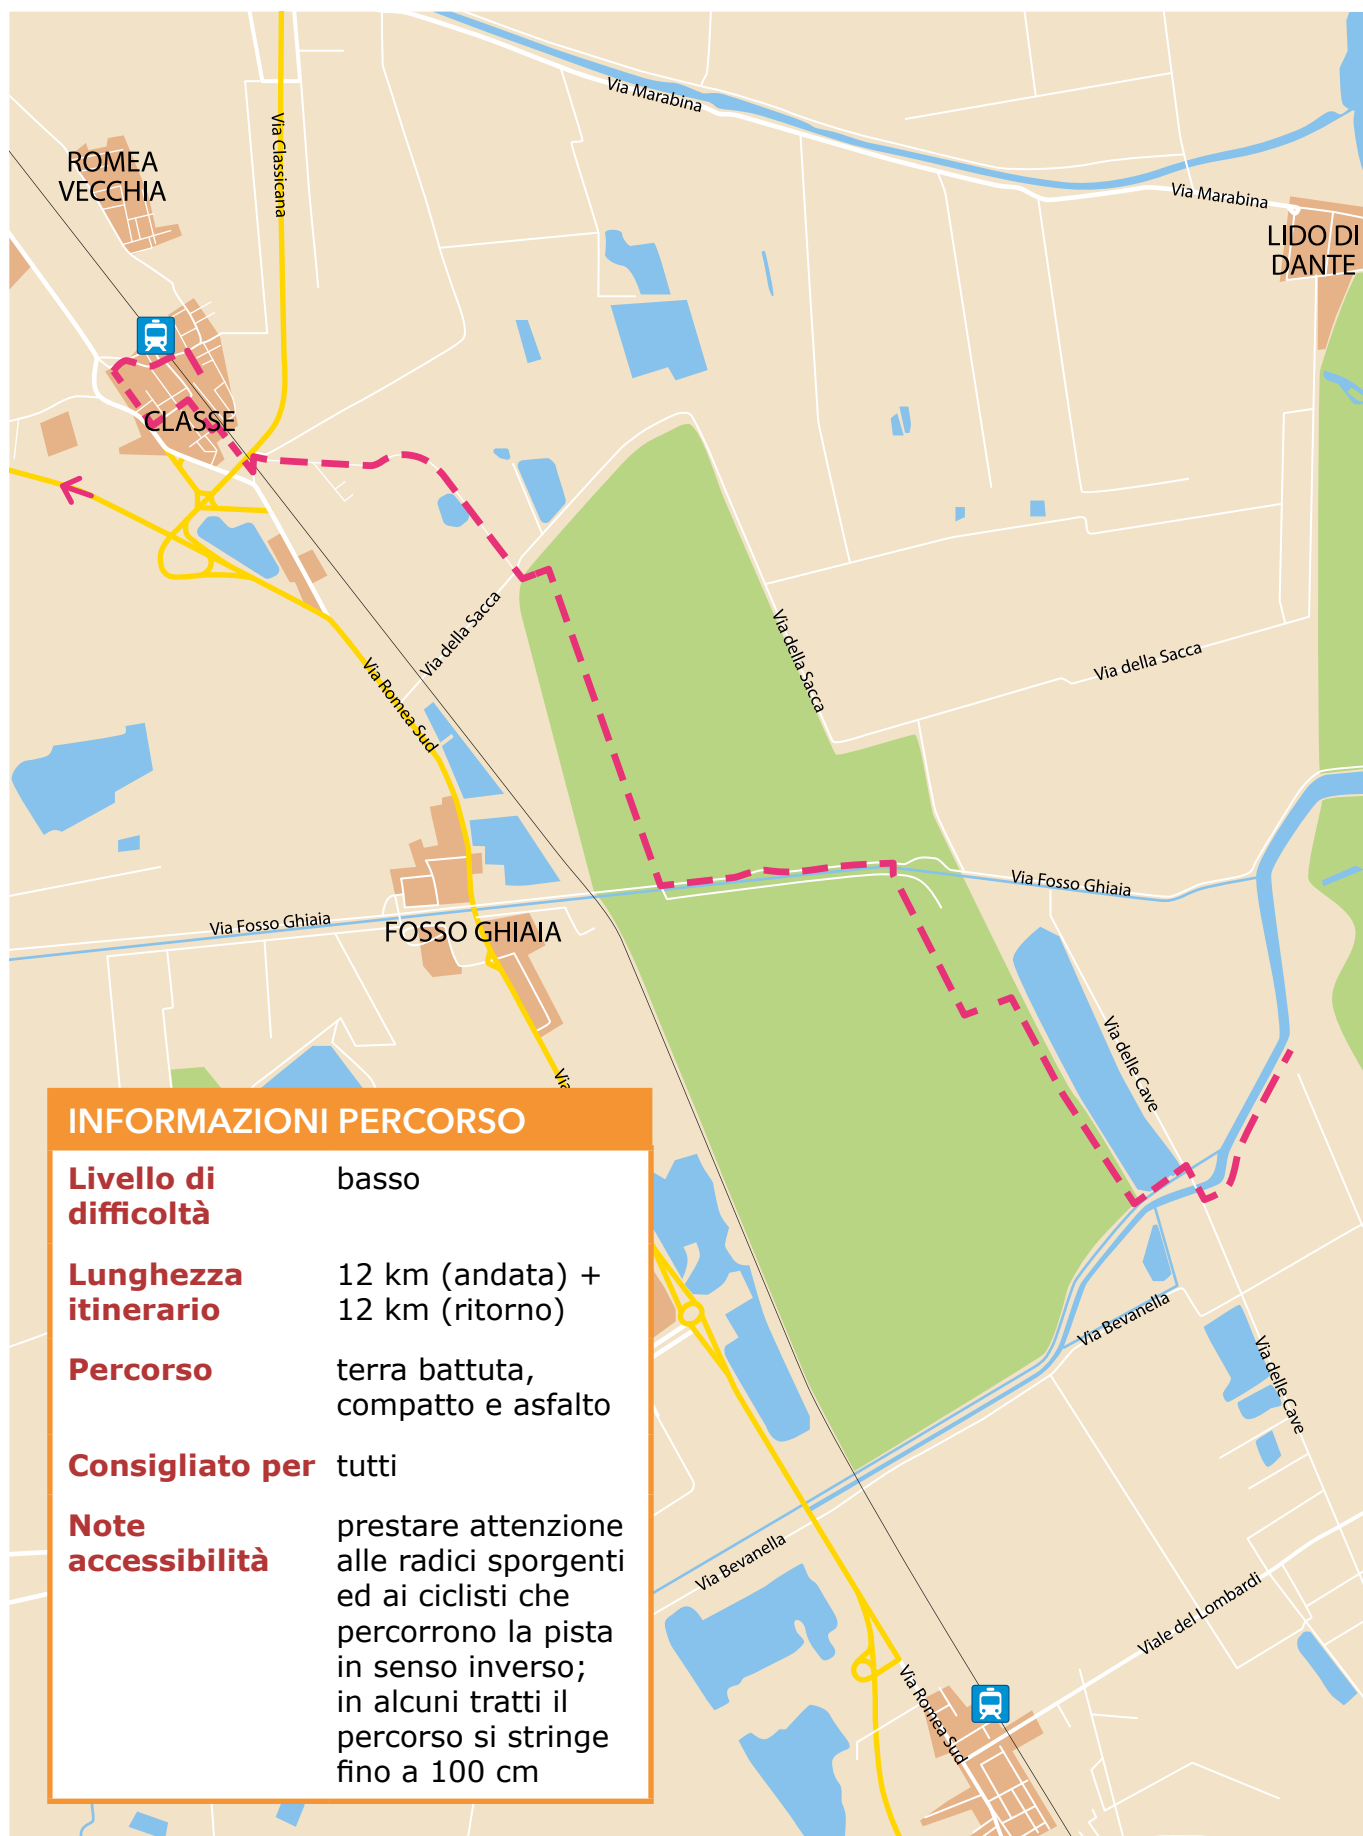 Via Marabina
ROMEA
VECCHIA
Via Classicana
Via Marabina
LIDO DI
DANTE
CLASSE
Via della Sacca
Via della Sacca
Via della Sacca
Via Romea Sud
Via Fosso Ghiaia
Via Fosso Ghiaia
FOSSO GHIAIA
Via delle Cave
Via
INFORMAZIONI PERCORSO
Livello di difficoltà basso
Lunghezza itinerario 12 km (andata) +
12 km (ritorno)
Percorso terra battuta,
compatto e asfalto
Consigliato per tutti
Note accessibilità prestare attenzione
alle radici sporgenti
ed ai ciclisti che
percorrono la pista
in senso inverso;
in alcuni tratti il
percorso si stringe
fino a 100 cm
Via Bevanella
Via delle Cave
Via Bevanella
Viale del Lombardi
Via Romea Sud